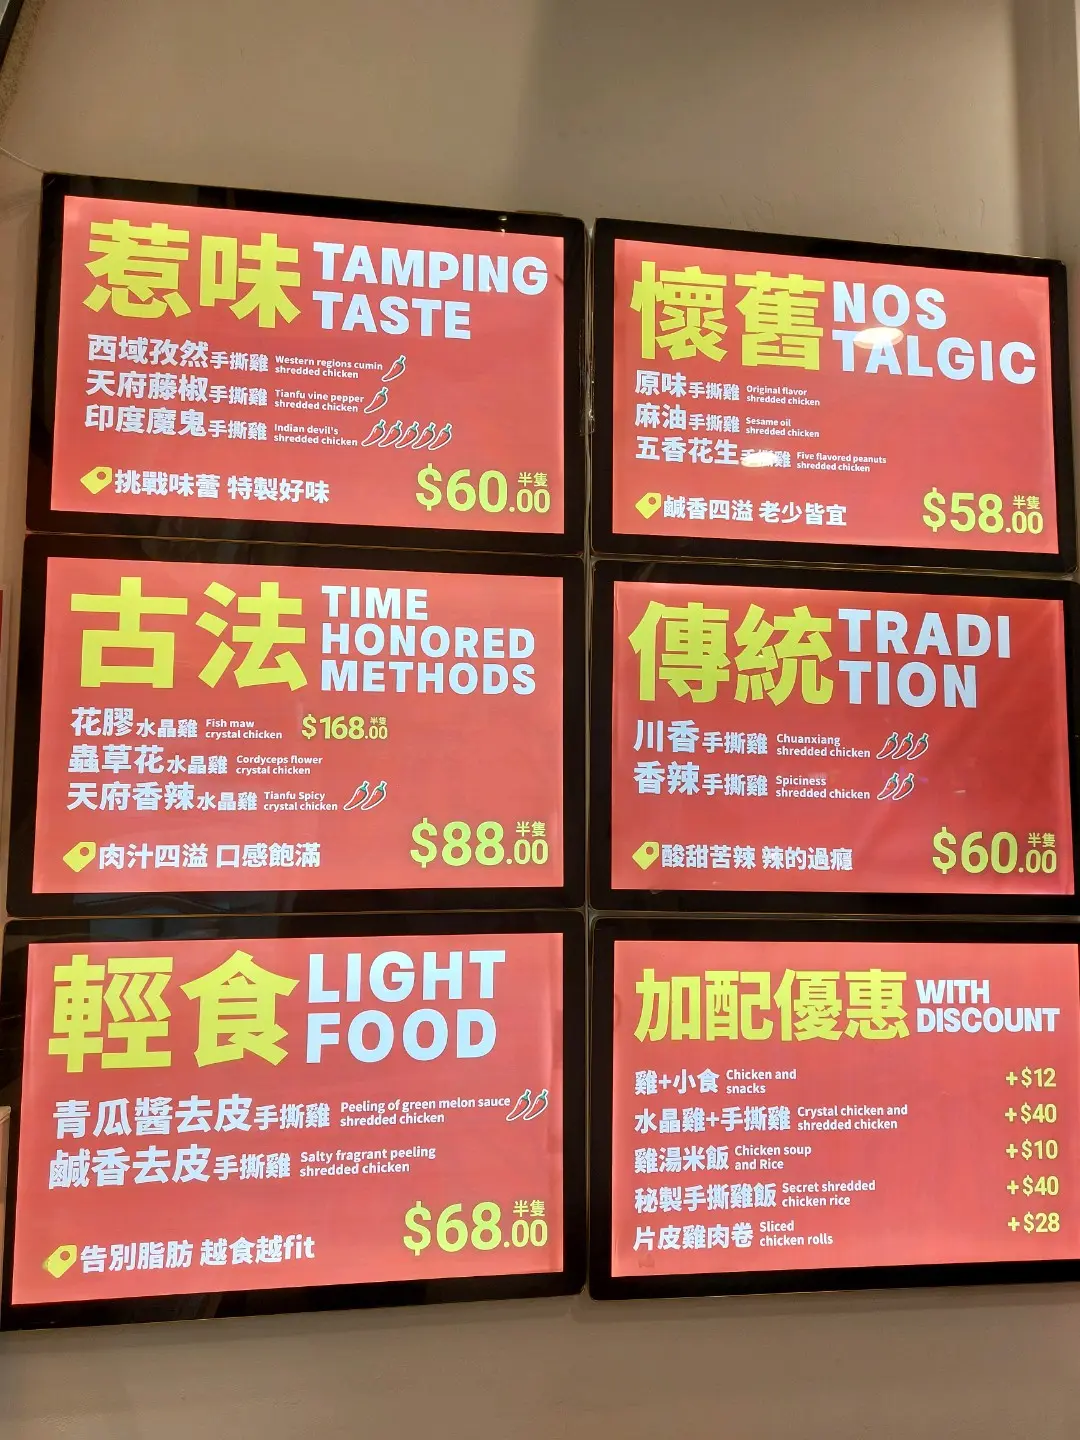 惹味 TAMPING
TASTE
西域孜然手撕雞 Western regions cumin
shredded chicken
天府藤椒手撕雞 Tianfu vine pepper
shredded chicken
印度魔鬼手撕雞 Indian devil's
shredded chicken
挑戰味蕾 特製好味
$60.00 半隻
懷舊 NOS
TALGIC
原味手撕雞 Original flavor
shredded chicken
麻油手撕雞 Sesame oil
shredded chicken
五香花生手撕雞 Five flavored peanuts
shredded chicken
鹹香四溢 老少皆宜
$58.00 半隻
古法 TIME
HONORED
METHODS
花膠水晶雞 Fish maw
crystal chicken
$168.00 半隻
蟲草花水晶雞 Cordyceps flower
crystal chicken
天府香辣水晶雞 Tianfu Spicy
crystal chicken
肉汁四溢 口感飽滿
$88.00 半隻
傳統 TRADI
TION
川香手撕雞 Chuanxiang
shredded chicken
香辣手撕雞 Spiciness
shredded chicken
酸甜苦辣 辣的過癮
$60.00 半隻
輕食 LIGHT
FOOD
青瓜醬去皮手撕雞 Peeling of green melon sauce
shredded chicken
鹹香去皮手撕雞 Salty fragrant peeling
shredded chicken
告別脂肪 越食越fit
$68.00 半隻
加配優惠 WITH
DISCOUNT
雞+小食 Chicken and
snacks
+$12
水晶雞+手撕雞 Crystal chicken and
shredded chicken
+$40
雞湯米飯 Chicken soup
and Rice
+$10
秘製手撕雞飯 Secret shredded
chicken rice
+$40
片皮雞肉卷 Sliced
chicken rolls
+$28